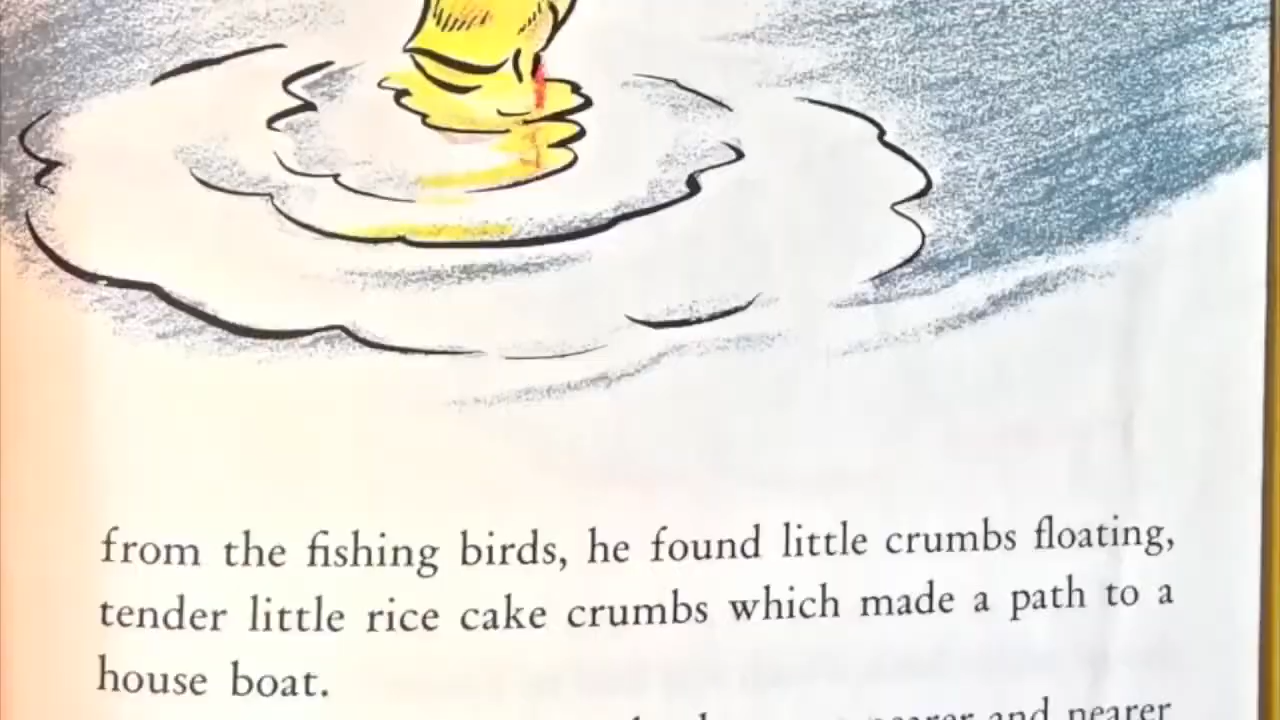 from the fishing birds, he found little crumbs floating,
tender little rice cake crumbs which made a path to a
house boat.
nearer and nearer